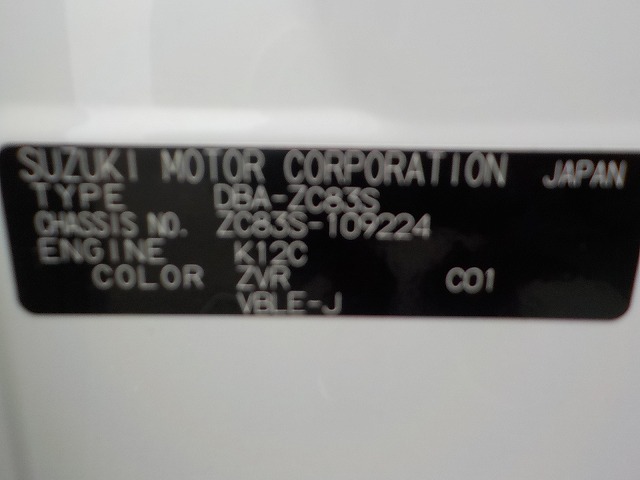 SUZUKI MOTOR CORPORATION JAPAN
TYPE DBA-ZC83S
CHASSIS NO. ZC83S-109224
ENGINE K12C
COLOR ZVR C01
VBLE-J